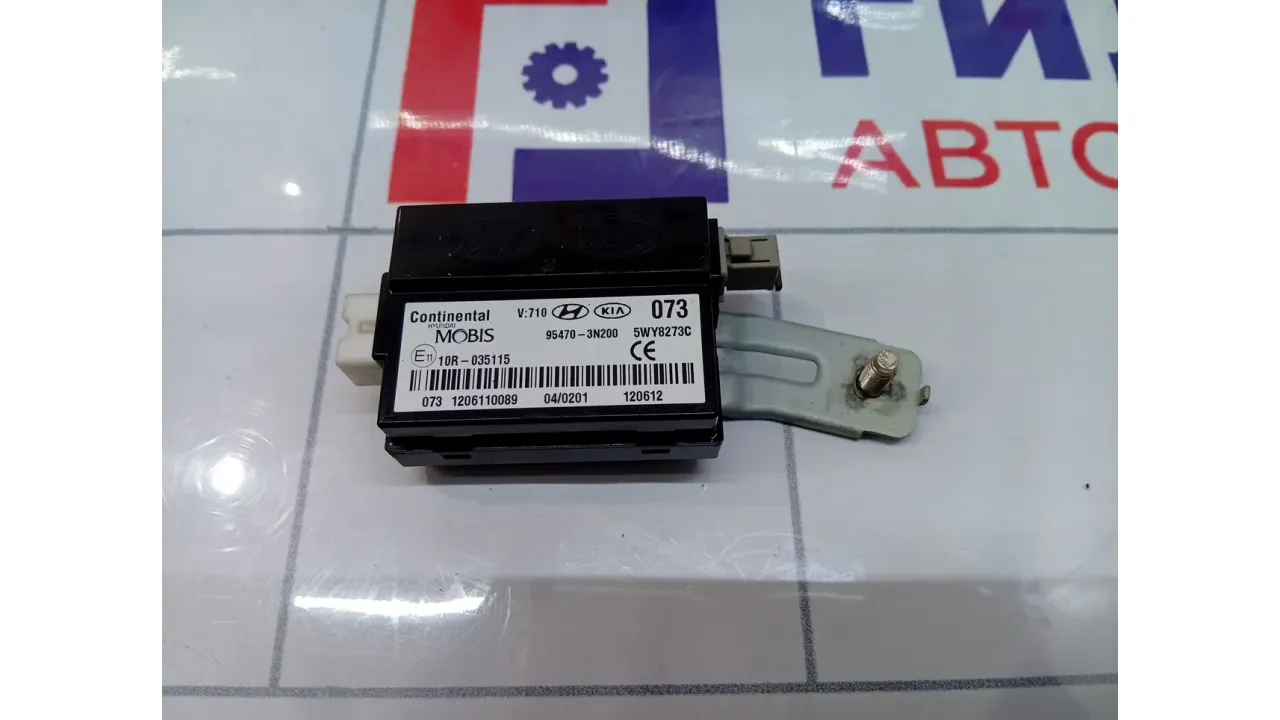 АВТО
Continental V:710 KIA 073
HYUNDAI
MOBIS 95470-3N200 5WY8273C
E11 10R-035115 CE
073 1206110089 04/0201 120612